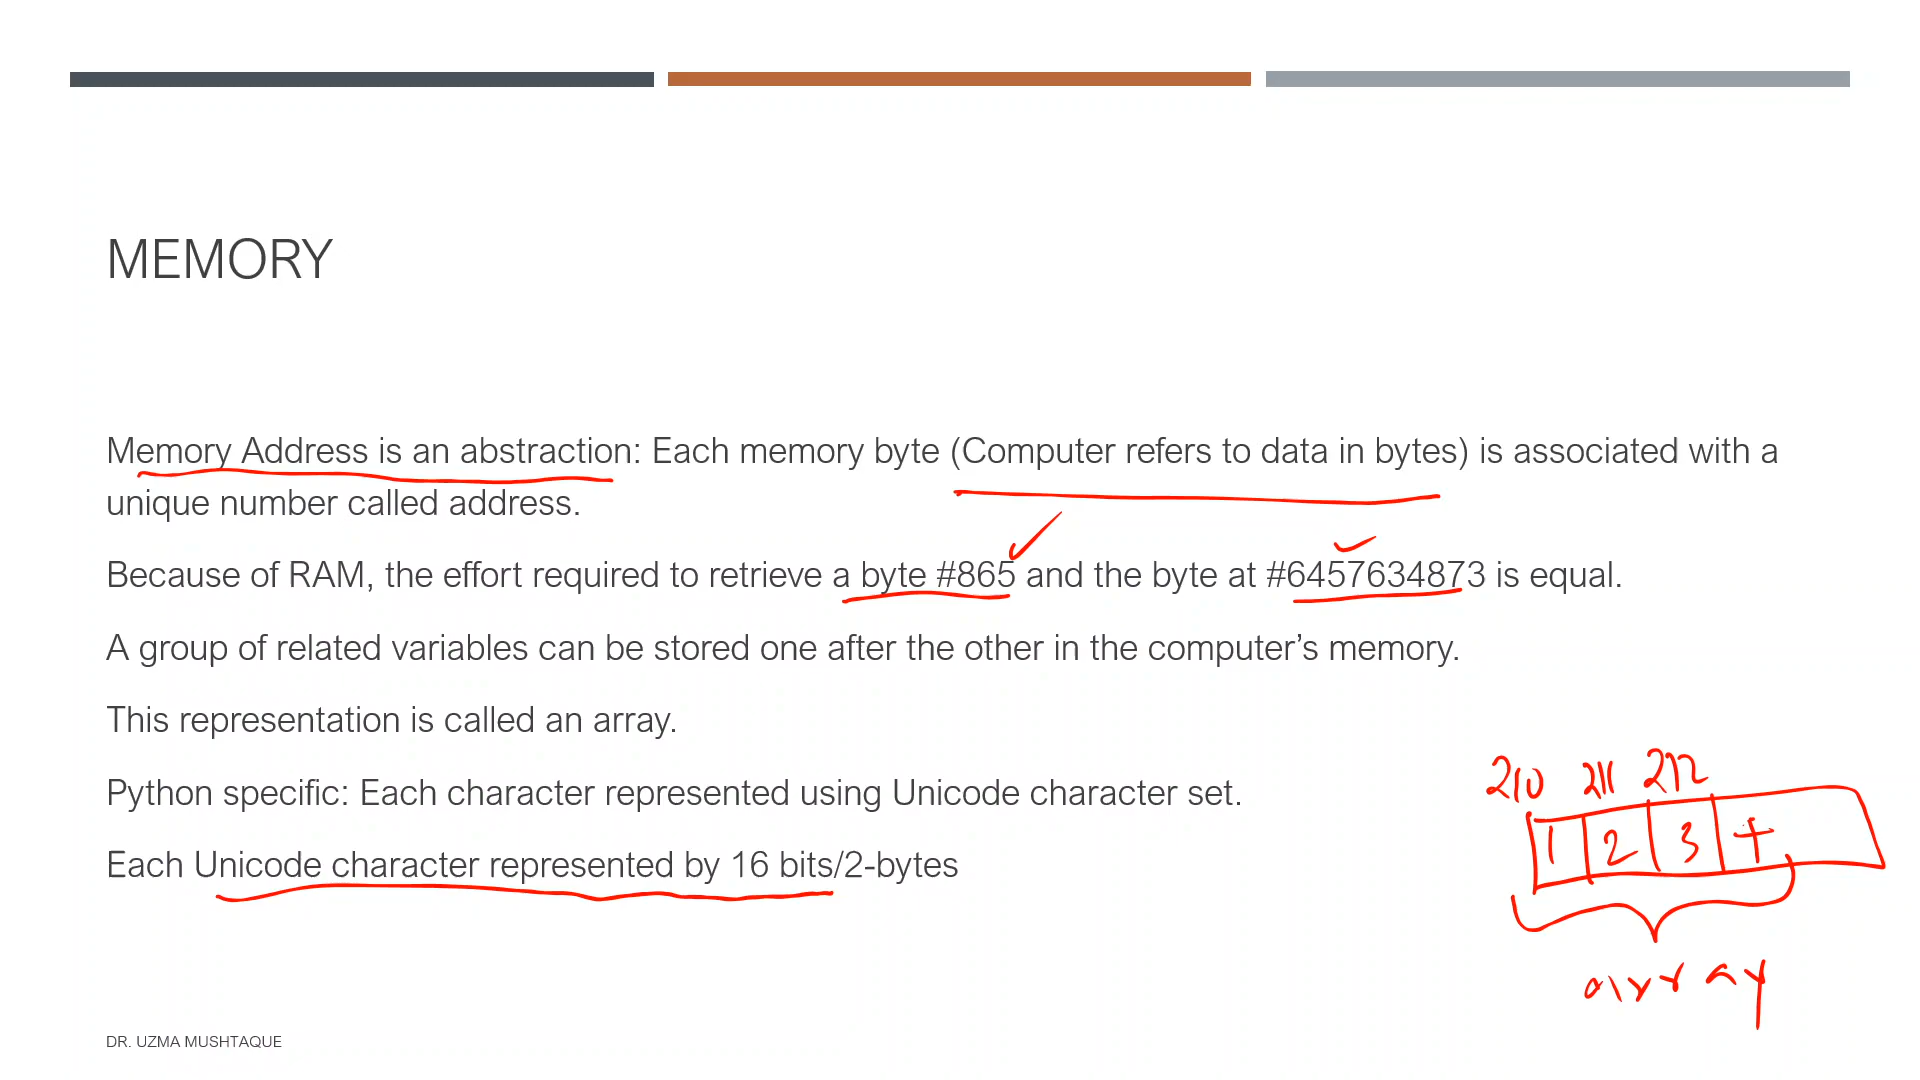 MEMORY
Memory Address is an abstraction: Each memory byte (Computer refers to data in bytes) is associated with a
unique number called address.
Because of RAM, the effort required to retrieve a byte #865 and the byte at #6457634873 is equal.
A group of related variables can be stored one after the other in the computer’s memory.
This representation is called an array.
Python specific: Each character represented using Unicode character set.
Each Unicode character represented by 16 bits/2-bytes
210 211 212
1 2 3
array
DR. UZMA MUSHTAQUE